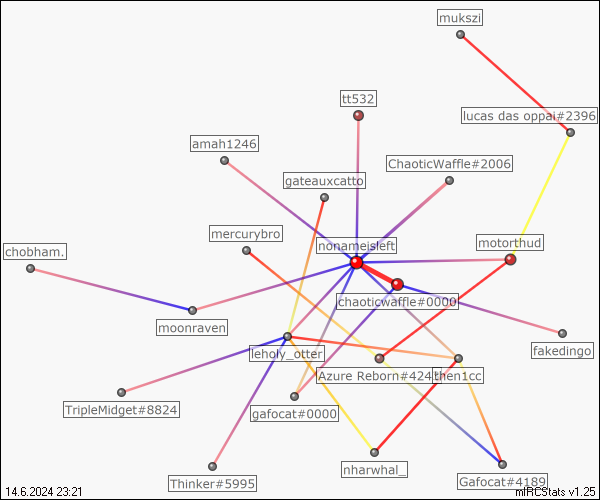 mukszi
tt532
lucas das oppai#2396
amah1246
ChaoticWaffle#2006
gateauxcatto
mercurybro
nonameisleft
motorthud
chobham.
chaoticwaffle#0000
moonraven
fakedingo
leholy_otter
Azure Reborn#424
then1cc
TripleMidget#8824
gafocat#0000
nharwhal_
Thinker#5995
Gafocat#4189
14.6.2024 23:21
mIRCStats v1.25